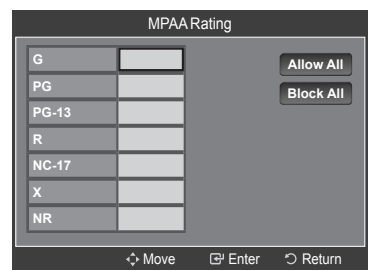 MPAA Rating
G
Allow All
PG
Block All
PG-13
R
NC-17
X
NR
Move Enter Return